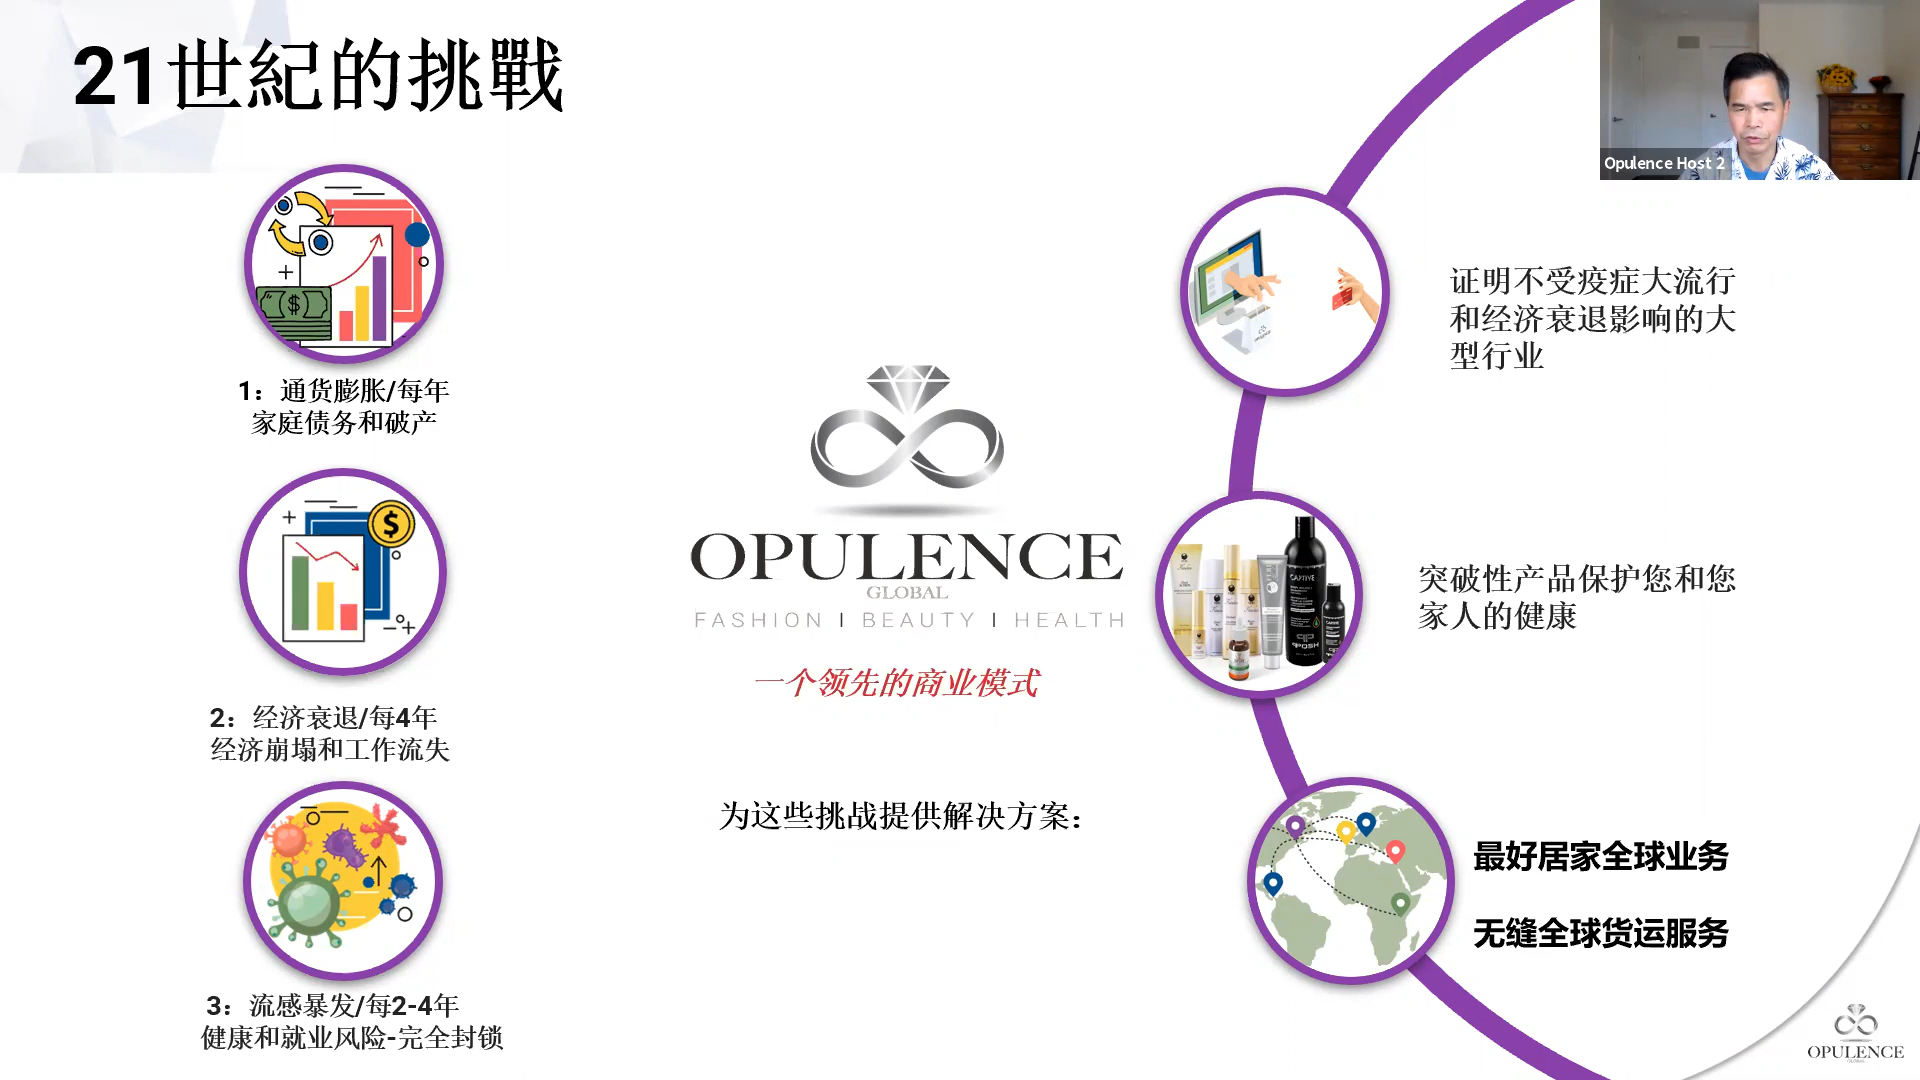 21世紀的挑戰
Opulence Host 2
1：通货膨胀/每年
家庭债务和破产
2：经济衰退/每4年
经济崩塌和工作流失
3：流感暴发/每2-4年
健康和就业风险-完全封锁
OPULENCE
GLOBAL
FASHION | BEAUTY | HEALTH
一个领先的商业模式
为这些挑战提供解决方案：
证明不受疫症大流行
和经济衰退影响的大
型行业
CAPTIVE
POSH
突破性产品保护您和您
家人的健康
最好居家全球业务
无缝全球货运服务
OPULENCE
GLOBAL